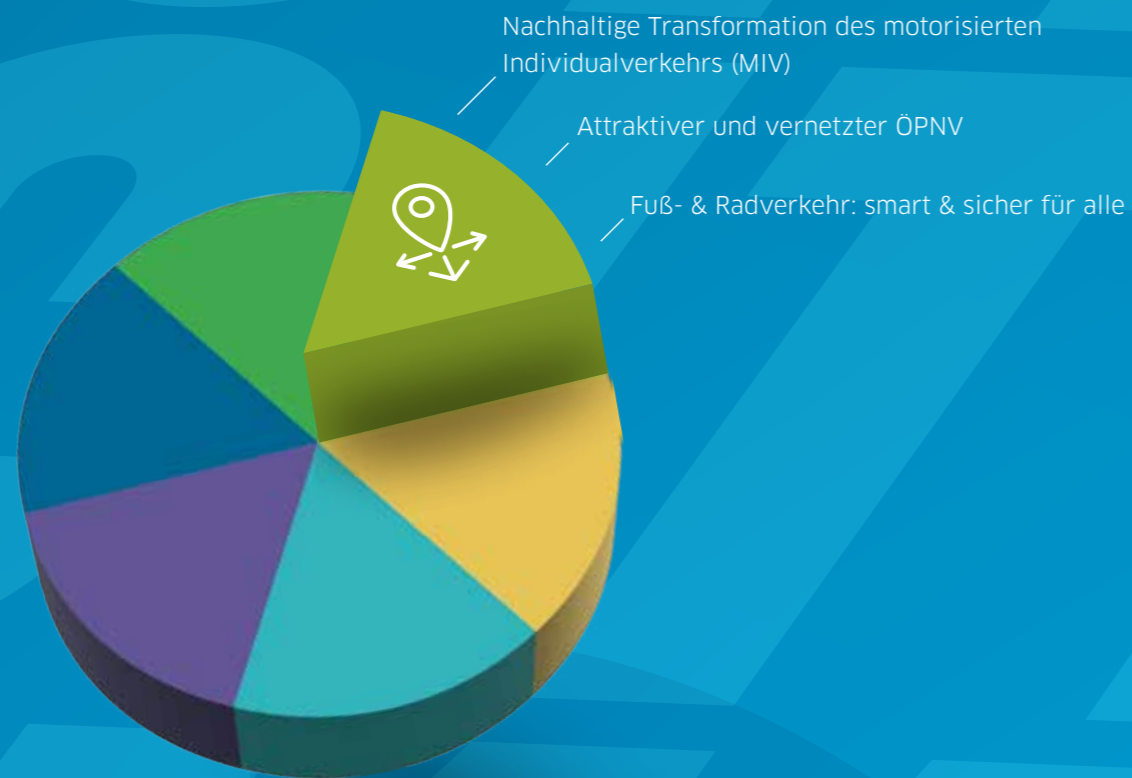 Nachhaltige Transformation des motorisierten
Individualverkehrs (MIV)
Attraktiver und vernetzter ÖPNV
Fuß- & Radverkehr: smart & sicher für alle